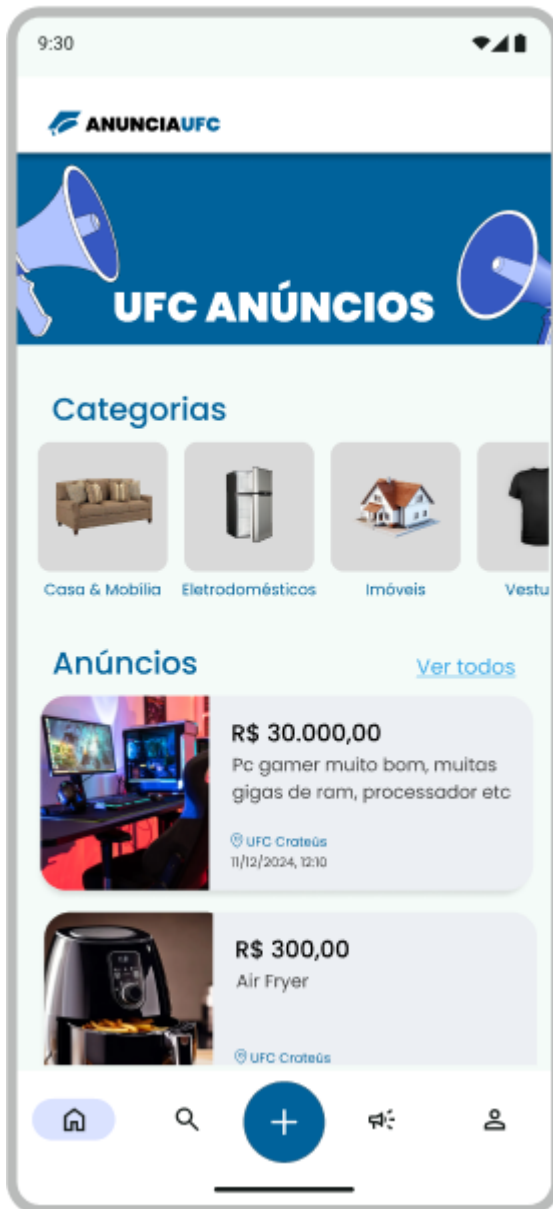 9:30
ANUNCIAUFC
UFC ANÚNCIOS
Categorias
Casa & Mobília Eletrodomésticos Imóveis Vestu
Anúncios Ver todos
R$ 30.000,00
Pc gamer muito bom, muitas
gigas de ram, processador etc
UFC Crateús
11/12/2024, 12:10
R$ 300,00
Air Fryer
UFC Crateús